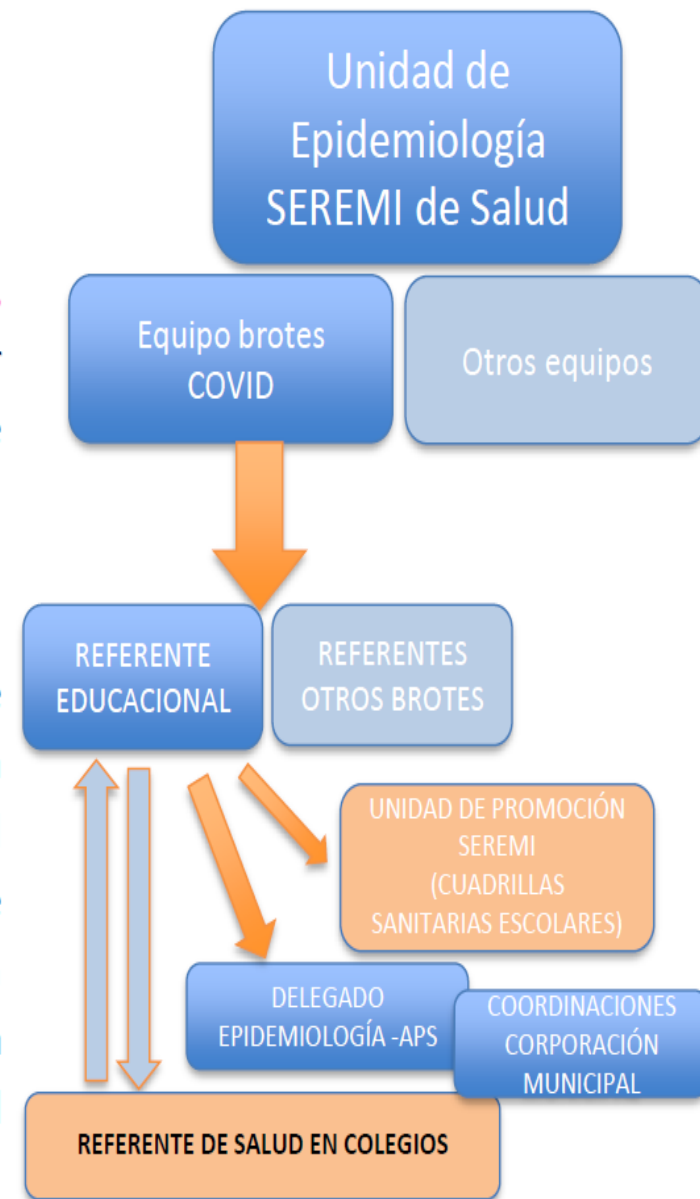 Unidad de
Epidemiología
SEREMI de Salud
Equipo brotes
COVID
Otros equipos
REFERENTE
EDUCACIONAL
REFERENTES
OTROS BROTES
UNIDAD DE PROMOCIÓN
SEREMI
(CUADRILLAS
SANITARIAS ESCOLARES)
DELEGADO
EPIDEMIOLOGÍA -APS
COORDINACIONES
CORPORACIÓN
MUNICIPAL
REFERENTE DE SALUD EN COLEGIOS